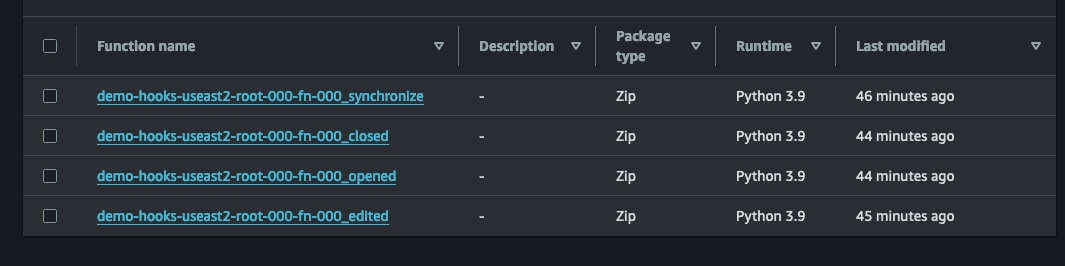 Function name Description Package type Runtime Last modified
demo-hooks-useast2-root-000-fn-000_synchronize - Zip Python 3.9 46 minutes ago
demo-hooks-useast2-root-000-fn-000_closed - Zip Python 3.9 44 minutes ago
demo-hooks-useast2-root-000-fn-000_opened - Zip Python 3.9 44 minutes ago
demo-hooks-useast2-root-000-fn-000_edited - Zip Python 3.9 45 minutes ago